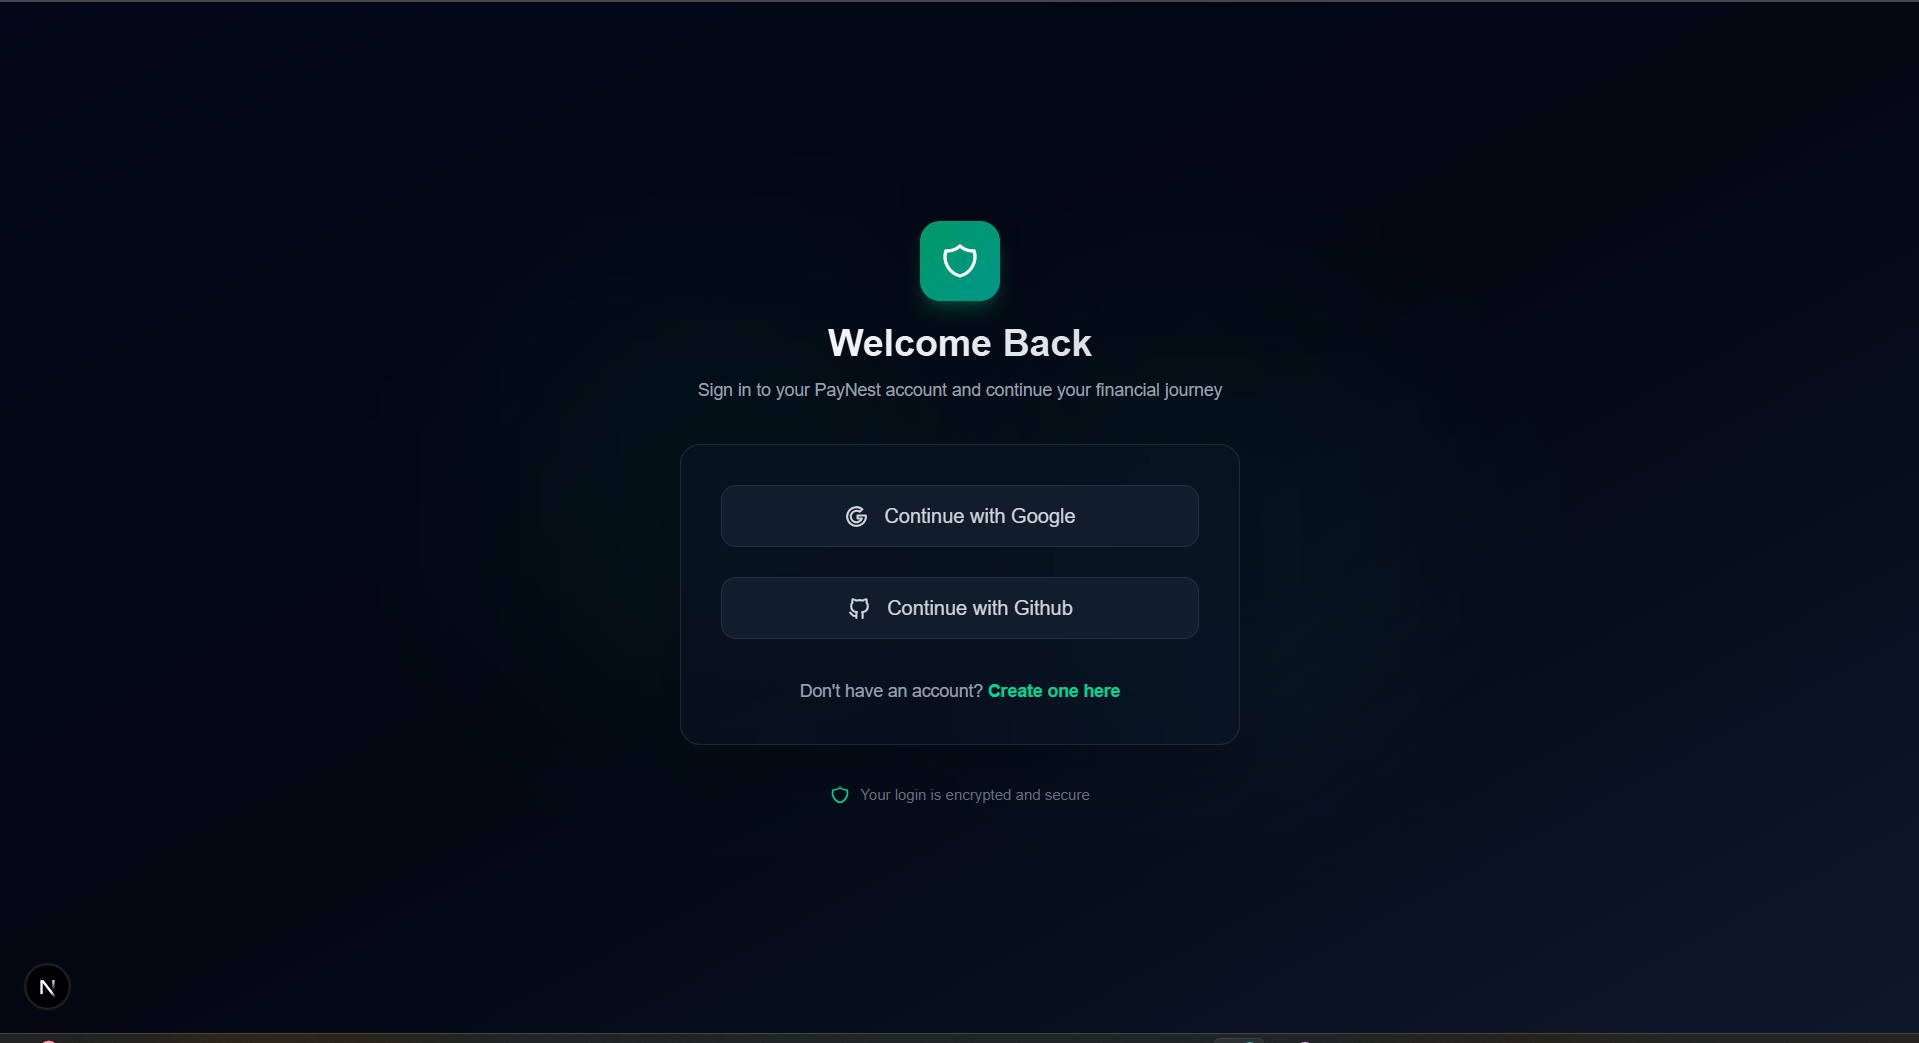 Welcome Back
Sign in to your PayNest account and continue your financial journey
Continue with Google
Continue with Github
Don't have an account? Create one here
Your login is encrypted and secure
N